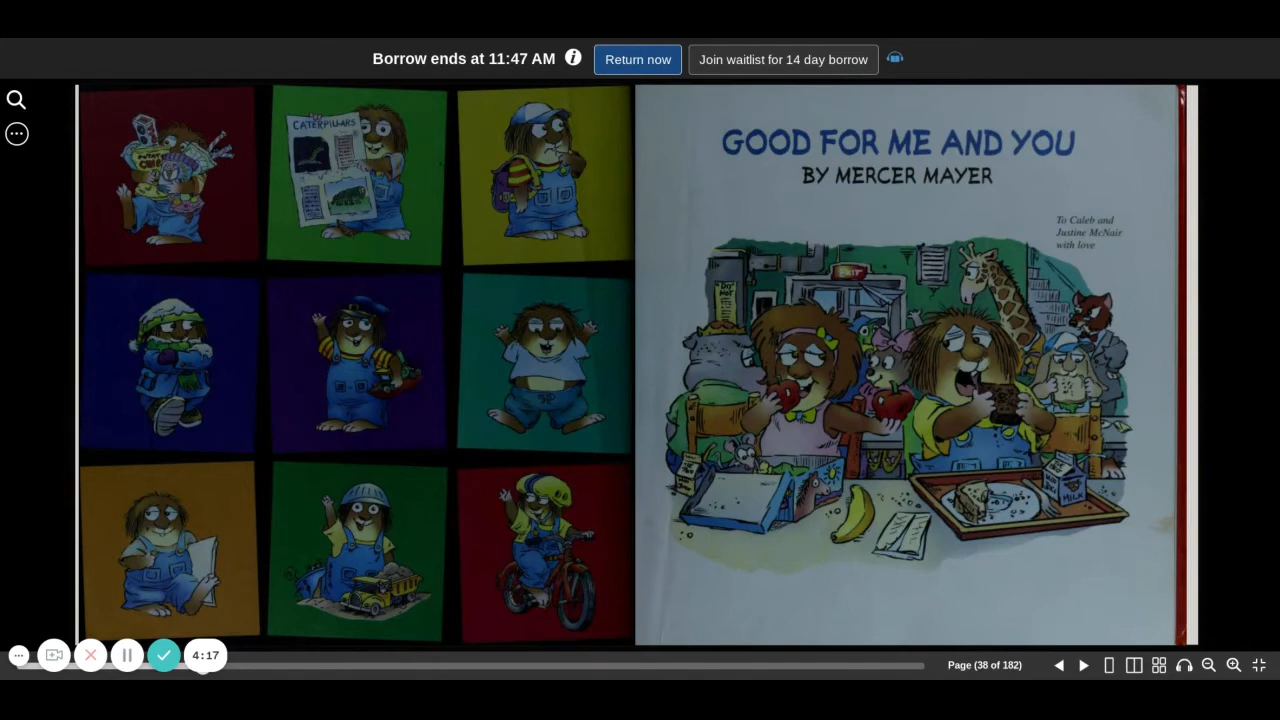 Borrow ends at 11:47 AM
Return now
Join waitlist for 14 day borrow
CATERPILLARS
GOOD FOR ME AND YOU
BY MERCER MAYER
To Caleb and
Justine McNair
with love
EXIT
MILK
4:17
Page (38 of 182)